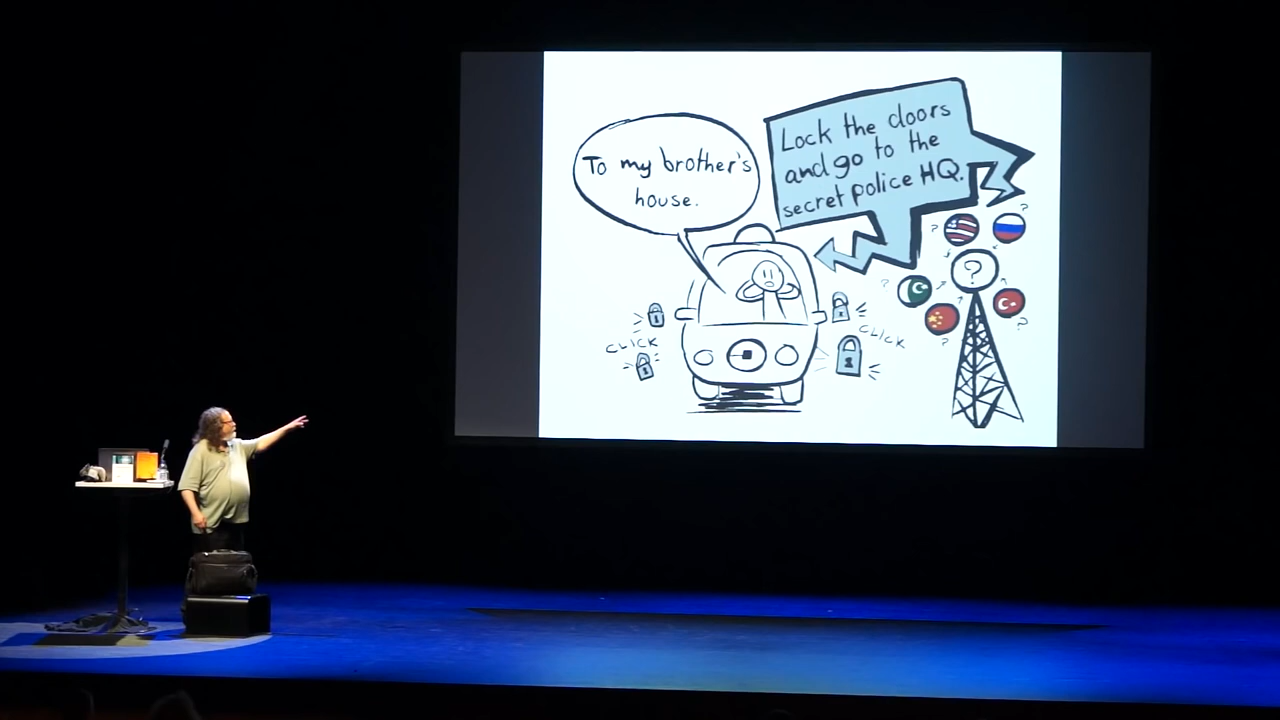 To my brother's
house.
Lock the doors
and go to the
secret police HQ.
?
?
?
?
?
?
CLICK
CLICK